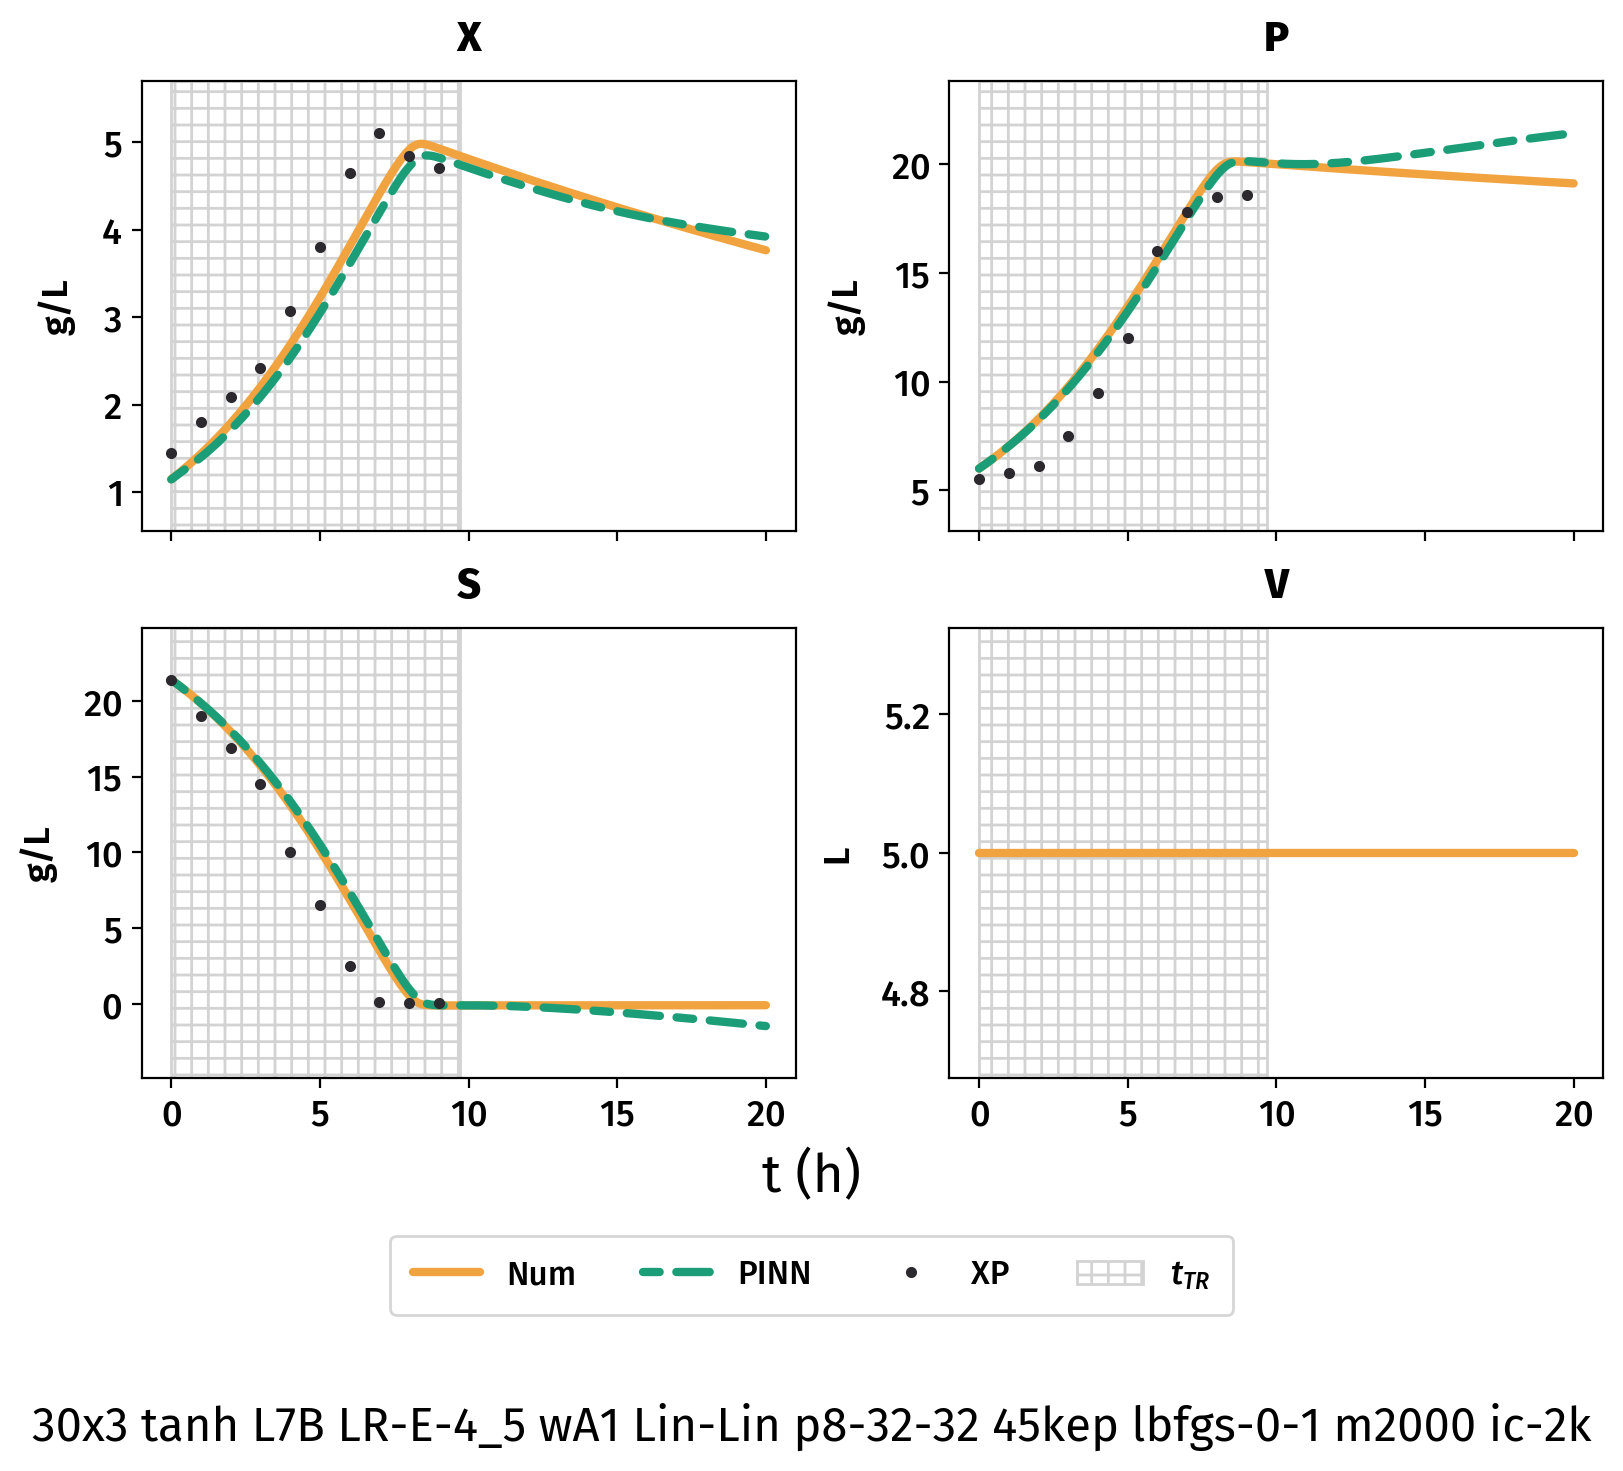 X
P
5
4
3
2
1
g/L
20
15
10
5
g/L
S
V
20
15
10
5
0
g/L
5.2
5.0
4.8
L
0 5 10 15 20
0 5 10 15 20
t (h)
Num PINN XP tTR
30x3 tanh L7B LR-E-4_5 wA1 Lin-Lin p8-32-32 45kep lbfgs-0-1 m2000 ic-2k